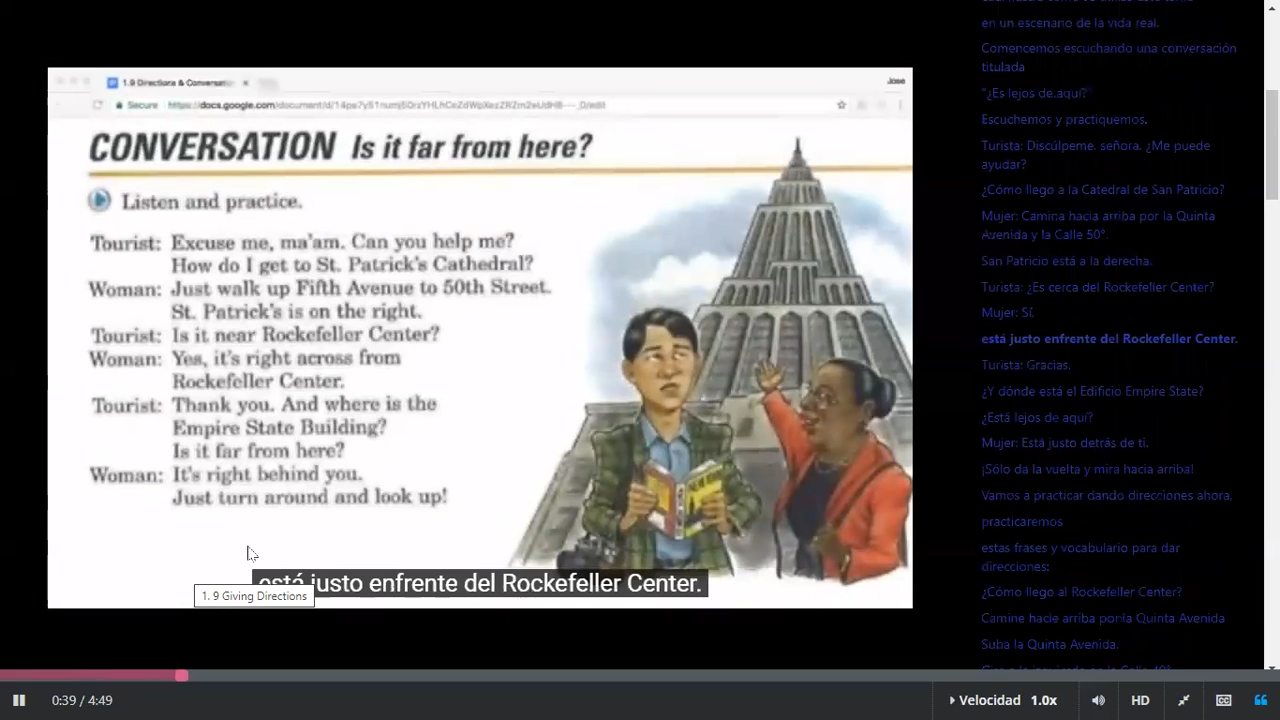 1.9 Directions & Conversatio
Jose
Secure
CONVERSATION Is it far from here?
Listen and practice.
Tourist: Excuse me, ma'am. Can you help me?
How do I get to St. Patrick's Cathedral?
Woman: Just walk up Fifth Avenue to 50th Street.
St. Patrick's is on the right.
Tourist: Is it near Rockefeller Center?
Woman: Yes, it's right across from
Rockefeller Center.
Tourist: Thank you. And where is the
Empire State Building?
Is it far from here?
Woman: It's right behind you.
Just turn around and look up!
está justo enfrente del Rockefeller Center.
1. 9 Giving Directions
en un escenario de la vida real.
Comencemos escuchando una conversación
titulada
"¿Es lejos de aquí?"
Escuchemos y practiquemos.
Turista: Discúlpeme, señora. ¿Me puede
ayudar?
¿Cómo llego a la Catedral de San Patricio?
Mujer: Camina hacia arriba por la Quinta
Avenida y la Calle 50°.
San Patricio está a la derecha.
Turista: ¿Es cerca del Rockefeller Center?
Mujer: Sí.
está justo enfrente del Rockefeller Center.
Turista: Gracias.
¿Y dónde está el Edificio Empire State?
¿Está lejos de aquí?
Mujer: Está justo detrás de ti.
¡Sólo da la vuelta y mira hacia arriba!
Vamos a practicar dando direcciones ahora,
practicaremos
estas frases y vocabulario para dar
direcciones:
¿Cómo llego al Rockefeller Center?
Camine hacie arriba por la Quinta Avenida
Suba la Quinta Avenida.
0:39 / 4:49
Velocidad 1.0x
HD
CC